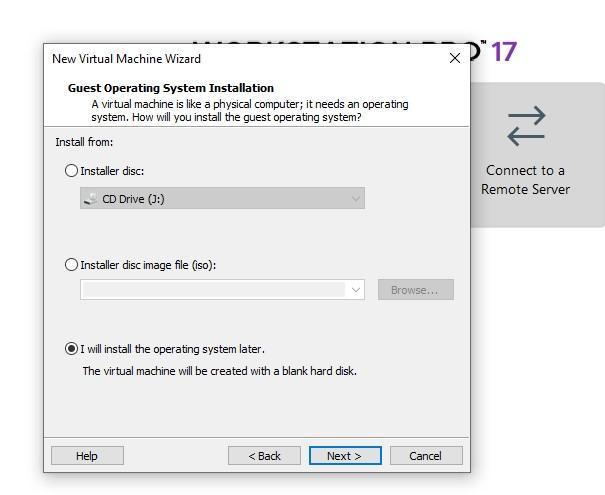 PRO™ 17
New Virtual Machine Wizard
Guest Operating System Installation
A virtual machine is like a physical computer; it needs an operating
system. How will you install the guest operating system?
Install from:
Installer disc:
CD Drive (J:)
Installer disc image file (iso):
Browse...
I will install the operating system later.
The virtual machine will be created with a blank hard disk.
Help
< Back
Next >
Cancel
Connect to a
Remote Server